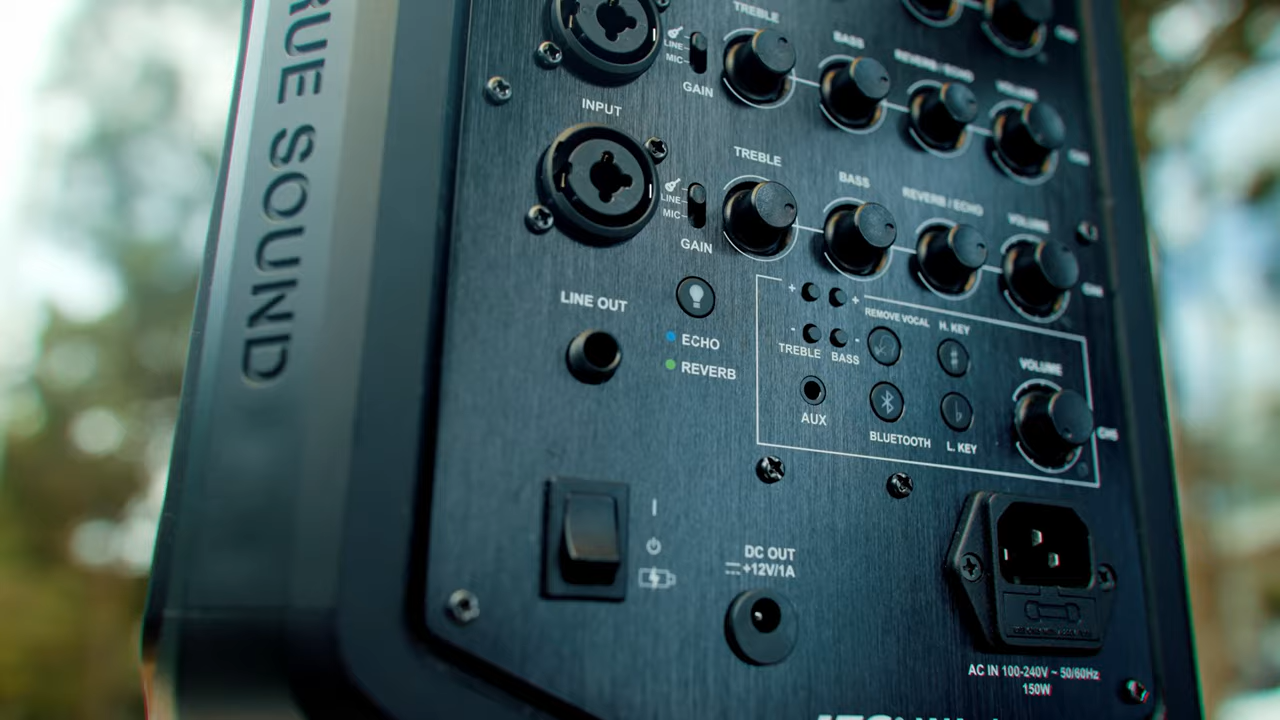 RUE SOUND
TREBLE
BASS
REVERB / ECHO
VOLUME
LINE
MIC
GAIN
INPUT
TREBLE
BASS
REVERB / ECHO
VOLUME
LINE
MIC
GAIN
LINE OUT
ECHO
REVERB
+ +
- -
TREBLE BASS
REMOVE VOCAL
H. KEY
VOLUME
AUX
BLUETOOTH
L. KEY
DC OUT
+12V/1A
AC IN 100-240V ~ 50/60Hz
150W